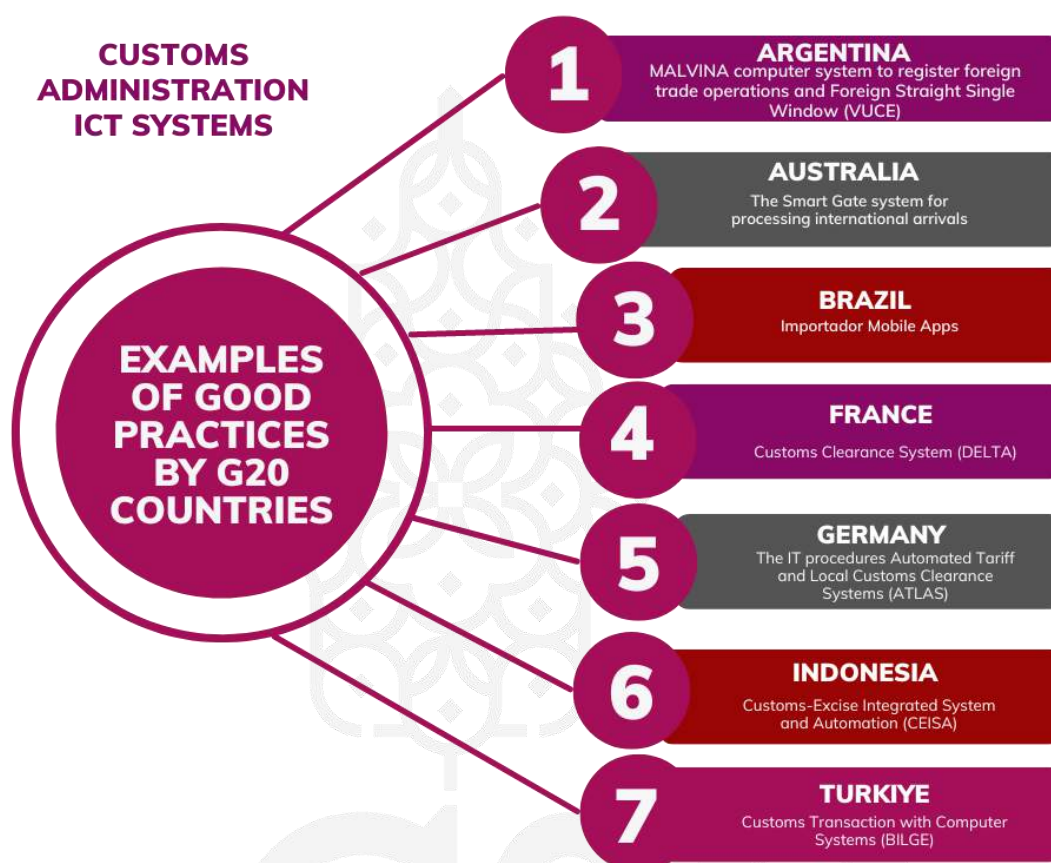 CUSTOMS
ADMINISTRATION
ICT SYSTEMS
EXAMPLES
OF GOOD
PRACTICES
BY G20
COUNTRIES
1
ARGENTINA
MALVINA computer system to register foreign
trade operations and Foreign Straight Single
Window (VUCE)
2
AUSTRALIA
The Smart Gate system for
processing international arrivals
3
BRAZIL
Importador Mobile Apps
4
FRANCE
Customs Clearance System (DELTA)
5
GERMANY
The IT procedures Automated Tariff
and Local Customs Clearance
Systems (ATLAS)
6
INDONESIA
Customs-Excise Integrated System
and Automation (CEISA)
7
TURKIYE
Customs Transaction with Computer
Systems (BILGE)